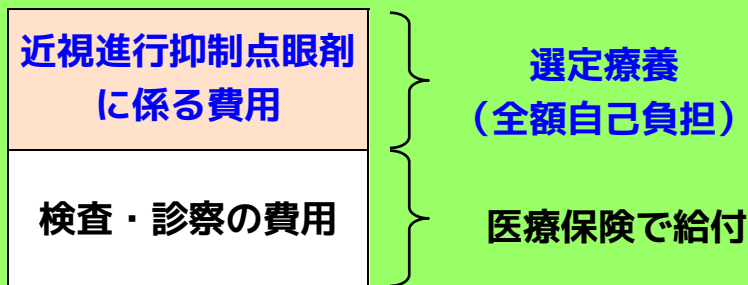 近視進行抑制点眼剤
に係る費用
選定療養
（全額自己負担）
検査・診察の費用
医療保険で給付